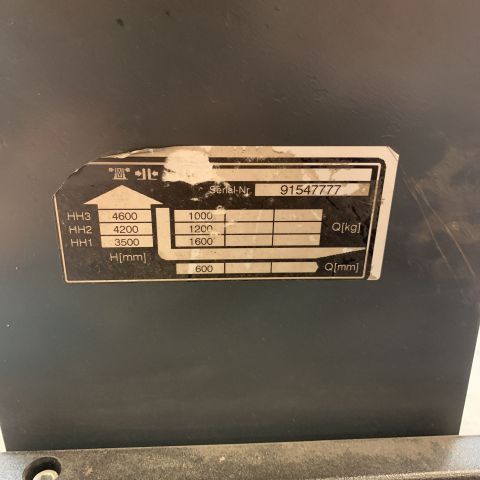 Serial-Nr. 91547777
HH3 4600 1000
HH2 4200 1200 Q[kg]
HH1 3500 1600
H[mm]
600 Q[mm]